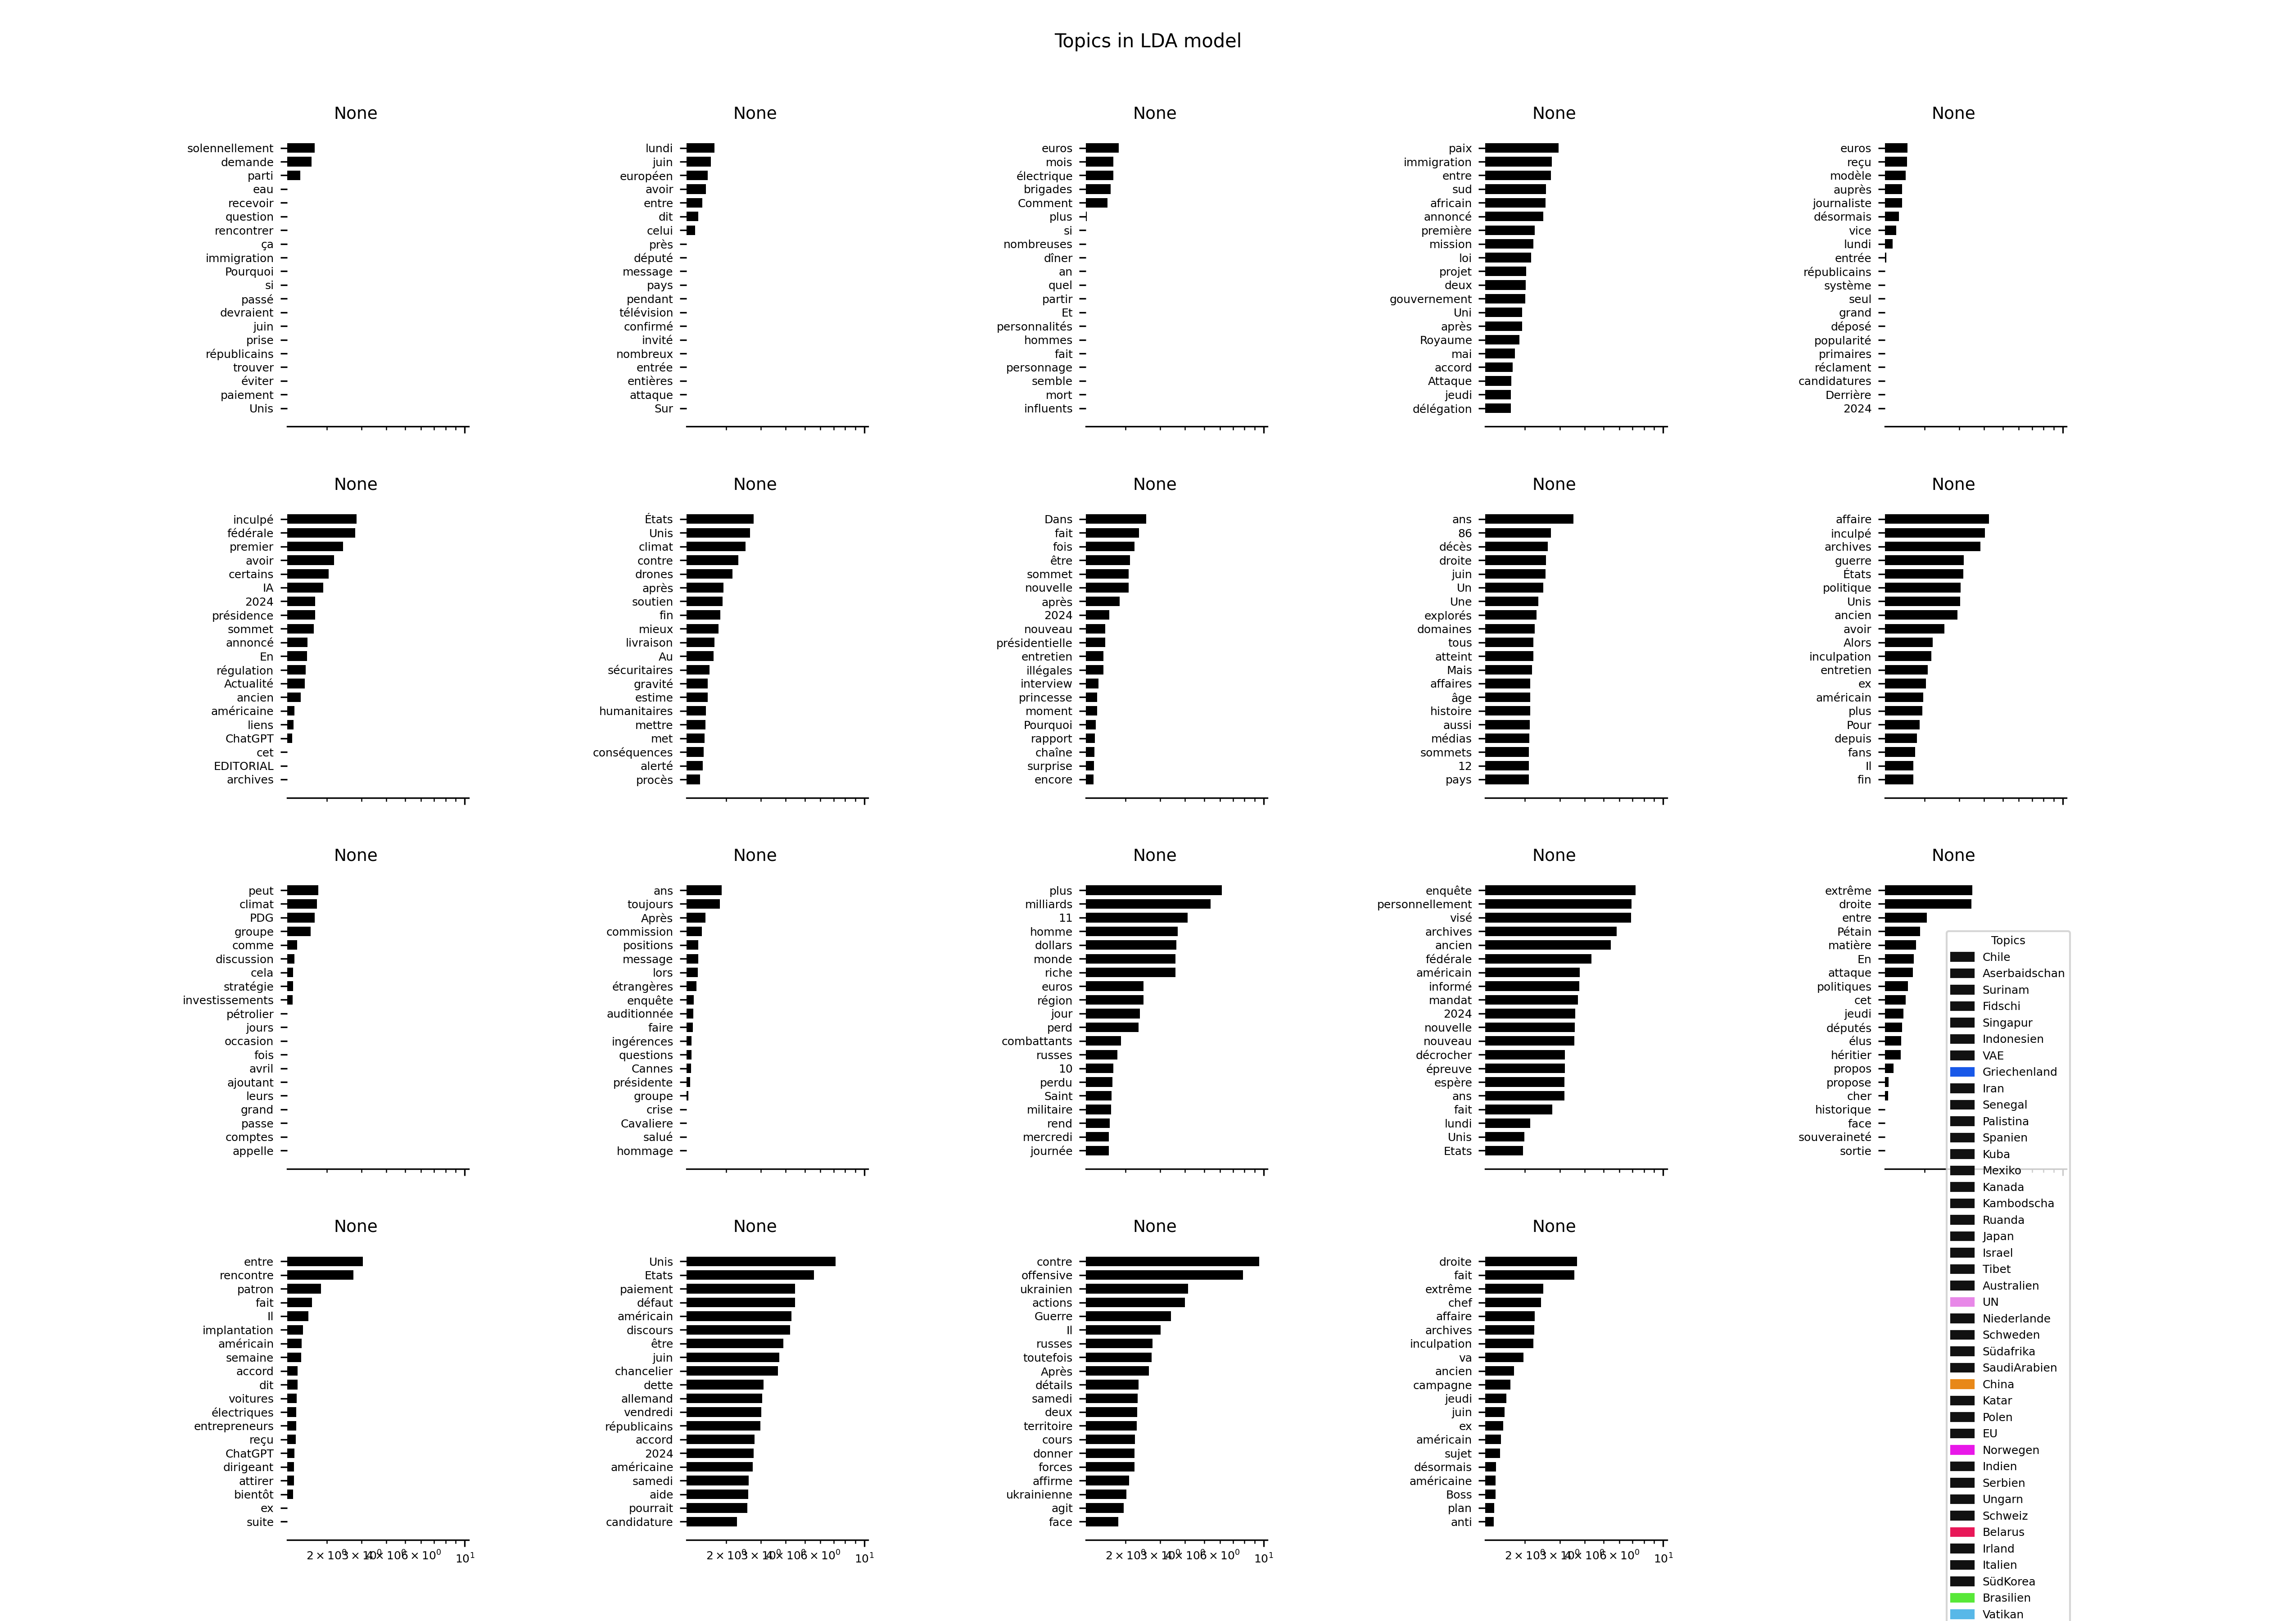 Topics in LDA model
None
solennellement
demande
parti
eau
recevoir
question
rencontrer
ça
immigration
Pourquoi
si
passé
devraient
juin
prise
républicains
trouver
éviter
paiement
Unis
None
lundi
juin
européen
avoir
entre
dit
celui
près
député
message
pays
pendant
télévision
confirmé
invité
nombreux
entrée
entières
attaque
Sur
None
euros
mois
électrique
brigades
Comment
plus
si
nombreuses
dîner
an
quel
partir
Et
personnalités
hommes
fait
personnage
semble
mort
influents
None
paix
immigration
entre
sud
africain
annoncé
première
mission
loi
projet
deux
gouvernement
Uni
après
Royaume
mai
accord
Attaque
jeudi
délégation
None
euros
reçu
modèle
auprès
journaliste
désormais
vice
lundi
entrée
républicains
système
seul
grand
déposé
popularité
primaires
réclament
candidatures
Derrière
2024
None
inculpé
fédérale
premier
avoir
certains
IA
2024
présidence
sommet
annoncé
En
régulation
Actualité
ancien
américaine
liens
ChatGPT
cet
EDITORIAL
archives
None
États
Unis
climat
contre
drones
après
soutien
fin
mieux
livraison
Au
sécuritaires
gravité
estime
humanitaires
mettre
met
conséquences
alerté
procès
None
Dans
fait
fois
être
sommet
nouvelle
après
2024
nouveau
présidentielle
entretien
illégales
interview
princesse
moment
Pourquoi
rapport
chaîne
surprise
encore
None
ans
86
décès
droite
juin
Un
Une
explorés
domaines
tous
atteint
Mais
affaires
âge
histoire
aussi
médias
sommets
12
pays
None
affaire
inculpé
archives
guerre
États
politique
Unis
ancien
avoir
Alors
inculpation
entretien
ex
américain
plus
Pour
depuis
fans
Il
fin
None
peut
climat
PDG
groupe
comme
discussion
cela
stratégie
investissements
pétrolier
jours
occasion
fois
avril
ajoutant
leurs
grand
passe
comptes
appelle
None
ans
toujours
Après
commission
positions
message
lors
étrangères
enquête
auditionnée
faire
ingérences
questions
Cannes
présidente
groupe
crise
Cavaliere
salué
hommage
None
plus
milliards
11
homme
dollars
monde
riche
euros
région
jour
perd
combattants
russes
10
perdu
Saint
militaire
rend
mercredi
journée
None
enquête
personnellement
visé
archives
ancien
fédérale
américain
informé
mandat
2024
nouvelle
nouveau
décrocher
épreuve
espère
ans
fait
lundi
Unis
Etats
None
extrême
droite
entre
Pétain
matière
En
attaque
politiques
cet
jeudi
députés
élus
héritier
propos
propose
cher
historique
face
souveraineté
sortie
None
entre
rencontre
patron
fait
Il
implantation
américain
semaine
accord
dit
voitures
électriques
entrepreneurs
reçu
ChatGPT
dirigeant
attirer
bientôt
ex
suite
10¹
None
Unis
Etats
paiement
défaut
américain
discours
être
juin
chancelier
dette
allemand
vendredi
républicains
accord
2024
américaine
samedi
aide
pourrait
candidature
10¹
None
contre
offensive
ukrainien
actions
Guerre
Il
russes
toutefois
Après
détails
samedi
deux
territoire
cours
donner
forces
affirme
ukrainienne
agit
face
10¹
None
droite
fait
extrême
chef
affaire
archives
inculpation
va
ancien
campagne
jeudi
juin
ex
américain
sujet
désormais
américaine
Boss
plan
anti
10¹
Topics
Chile
Aserbaidschan
Surinam
Fidschi
Singapur
Indonesien
VAE
Griechenland
Iran
Senegal
Palistina
Spanien
Kuba
Mexiko
Kanada
Kambodscha
Ruanda
Japan
Israel
Tibet
Australien
UN
Niederlande
Schweden
Südafrika
SaudiArabien
China
Katar
Polen
EU
Norwegen
Indien
Serbien
Ungarn
Schweiz
Belarus
Irland
Italien
SüdKorea
Brasilien
Vatikan